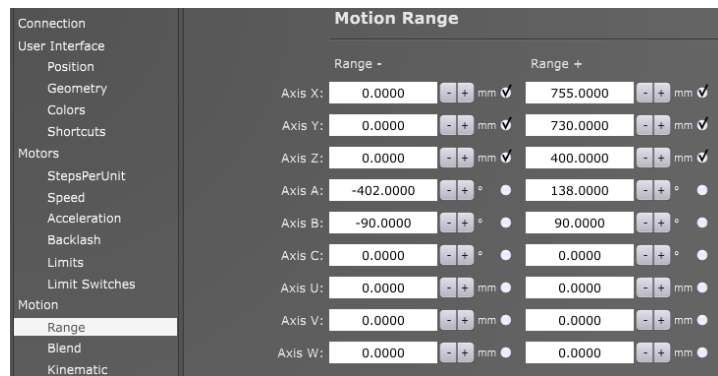 Connection
User Interface
Position
Geometry
Colors
Shortcuts
Motors
StepsPerUnit
Speed
Acceleration
Backlash
Limits
Limit Switches
Motion
Range
Blend
Kinematic
Motion Range
Range - Range +
Axis X: 0.0000 - + mm 755.0000 - + mm
Axis Y: 0.0000 - + mm 730.0000 - + mm
Axis Z: 0.0000 - + mm 400.0000 - + mm
Axis A: -402.0000 - + ° 138.0000 - + °
Axis B: -90.0000 - + ° 90.0000 - + °
Axis C: 0.0000 - + ° 0.0000 - + °
Axis U: 0.0000 - + mm 0.0000 - + mm
Axis V: 0.0000 - + mm 0.0000 - + mm
Axis W: 0.0000 - + mm 0.0000 - + mm